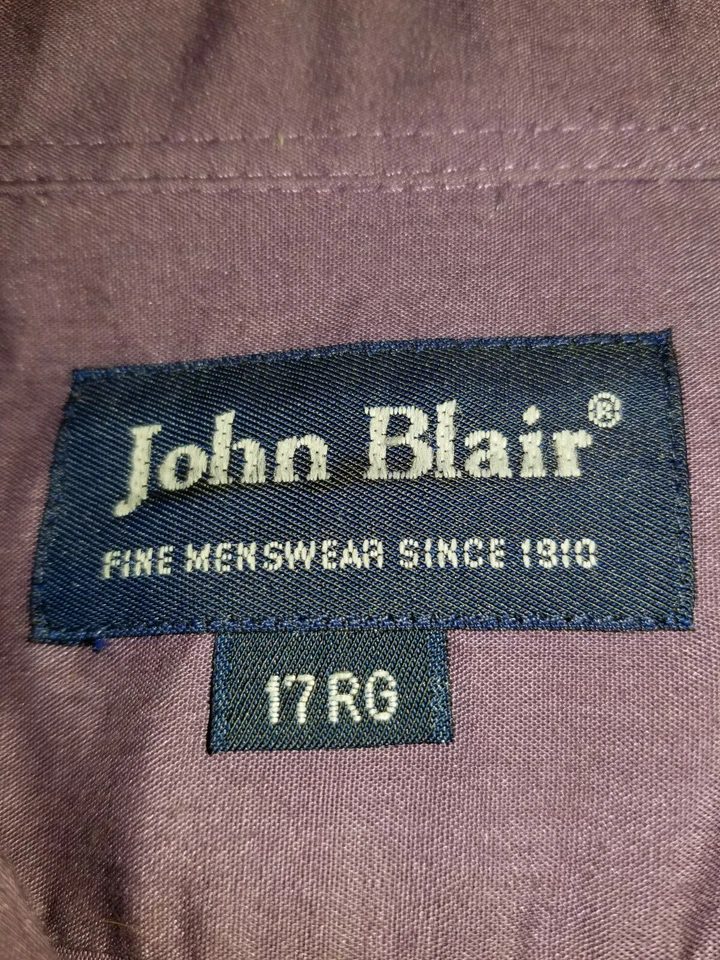 John Blair®
FINE MENSWEAR SINCE 1910
17 RG